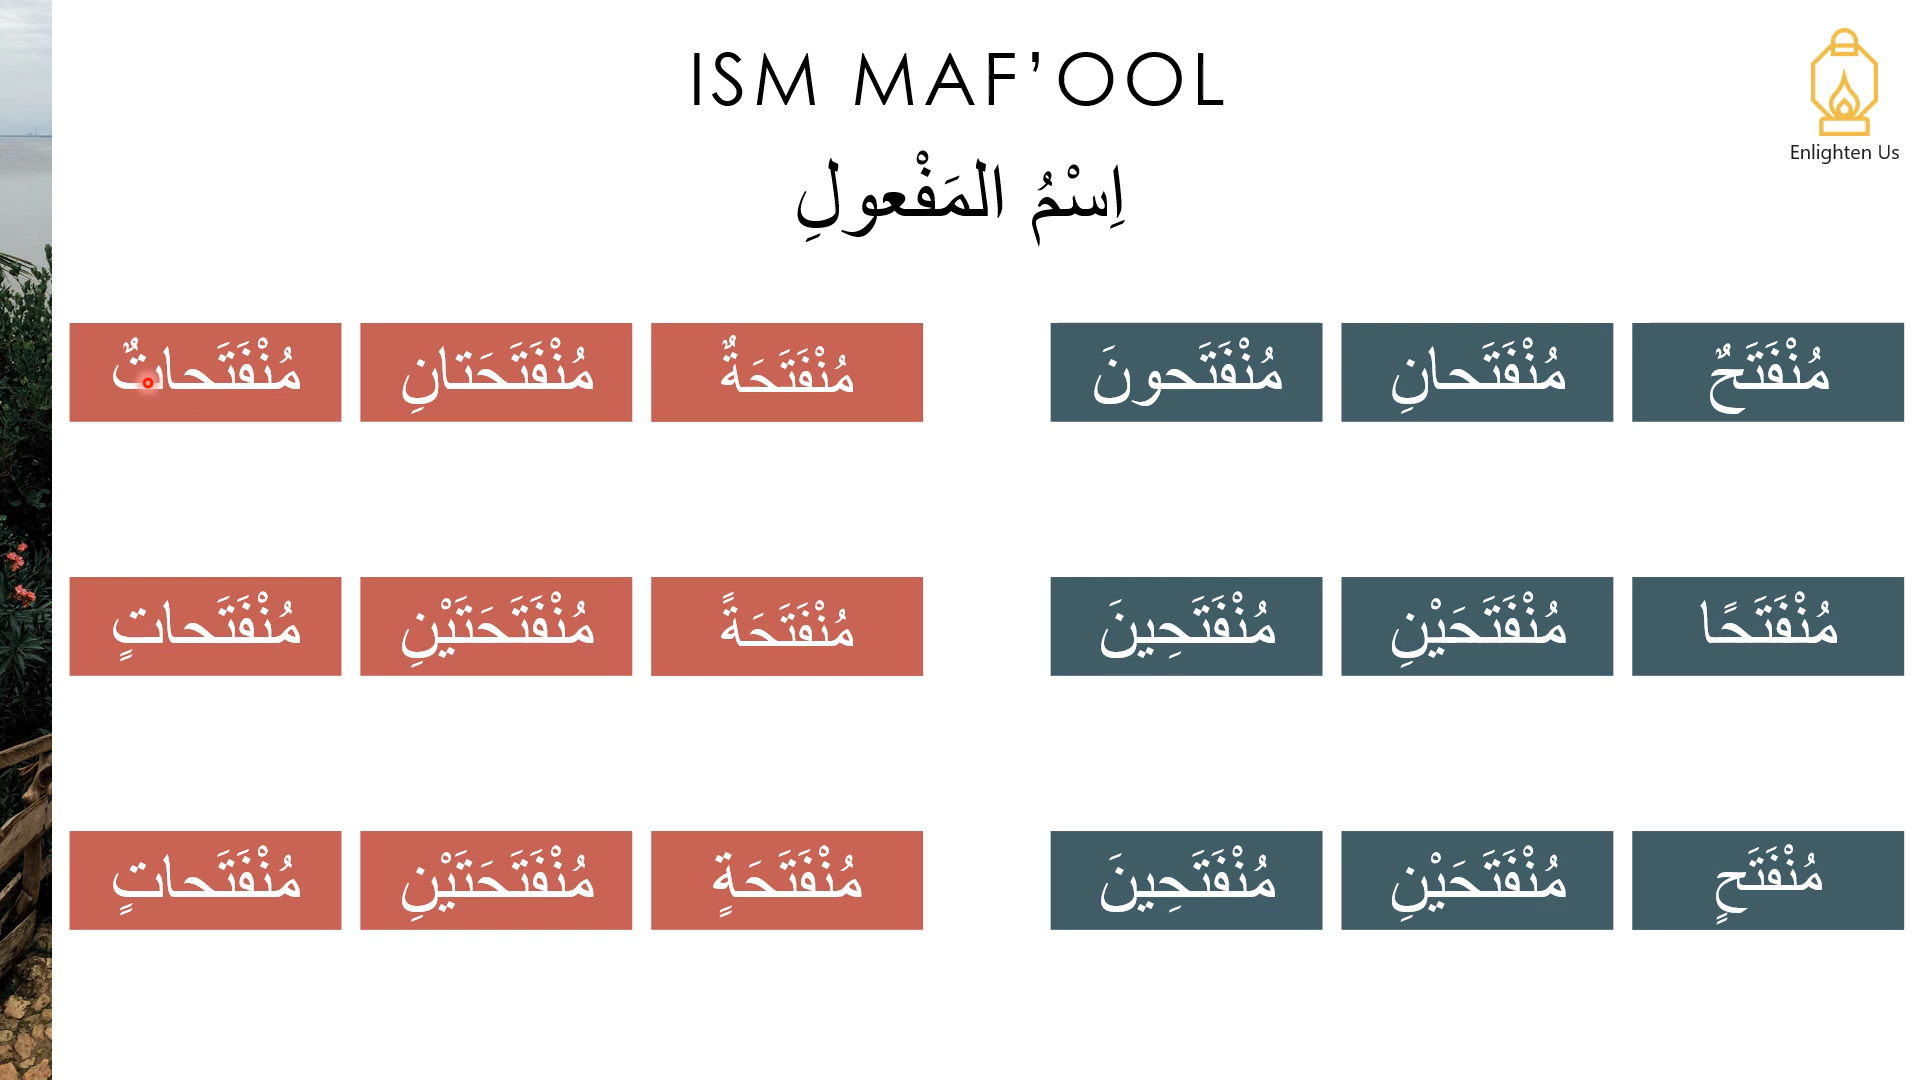 ISM MAF’OOL
Enlighten Us
اِسْمُ المَفْعولِ
مُنْفَتَحٌ مُنْفَتَحانِ مُنْفَتَحونَ مُنْفَتَحَةٌ مُنْفَتَحَتانِ مُنْفَتَحاتٌ
مُنْفَتَحًا مُنْفَتَحَيْنِ مُنْفَتَحِينَ مُنْفَتَحَةً مُنْفَتَحَتَيْنِ مُنْفَتَحاتٍ
مُنْفَتَحٍ مُنْفَتَحَيْنِ مُنْفَتَحِينَ مُنْفَتَحَةٍ مُنْفَتَحَتَيْنِ مُنْفَتَحاتٍ